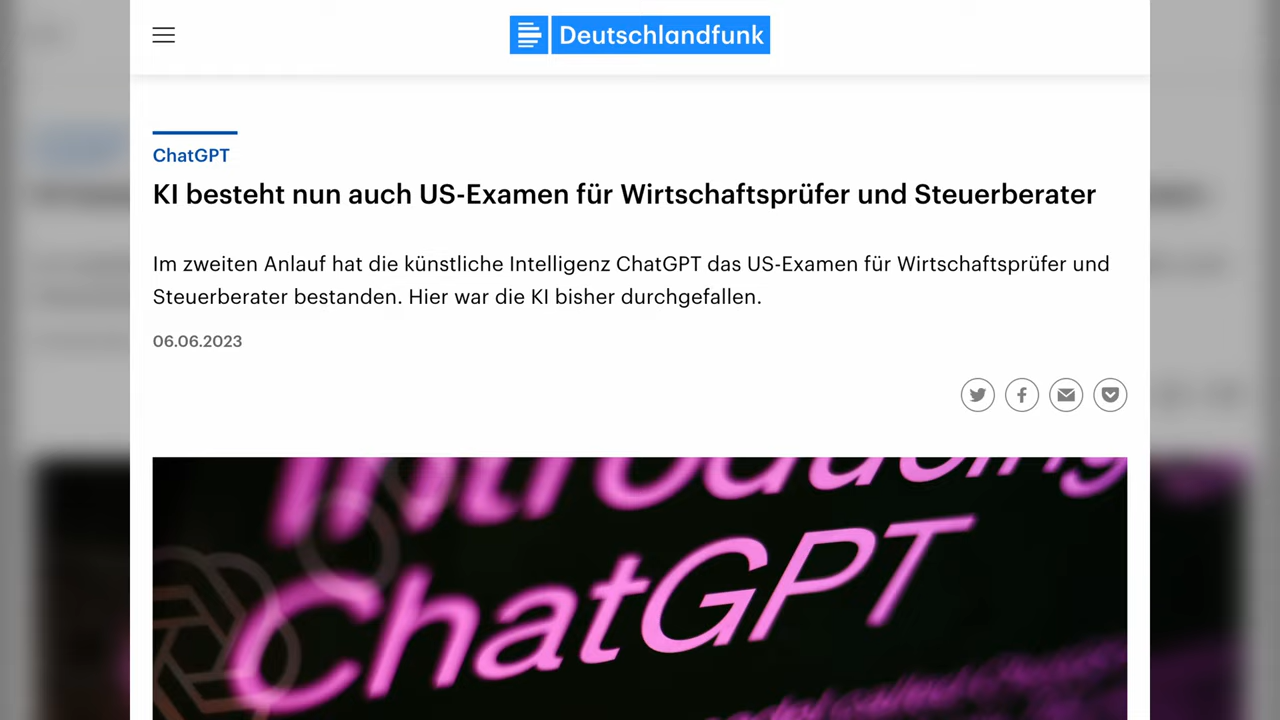 Deutschlandfunk
ChatGPT
KI besteht nun auch US-Examen für Wirtschaftsprüfer und Steuerberater
Im zweiten Anlauf hat die künstliche Intelligenz ChatGPT das US-Examen für Wirtschaftsprüfer und
Steuerberater bestanden. Hier war die KI bisher durchgefallen.
06.06.2023
Introducing
ChatGPT